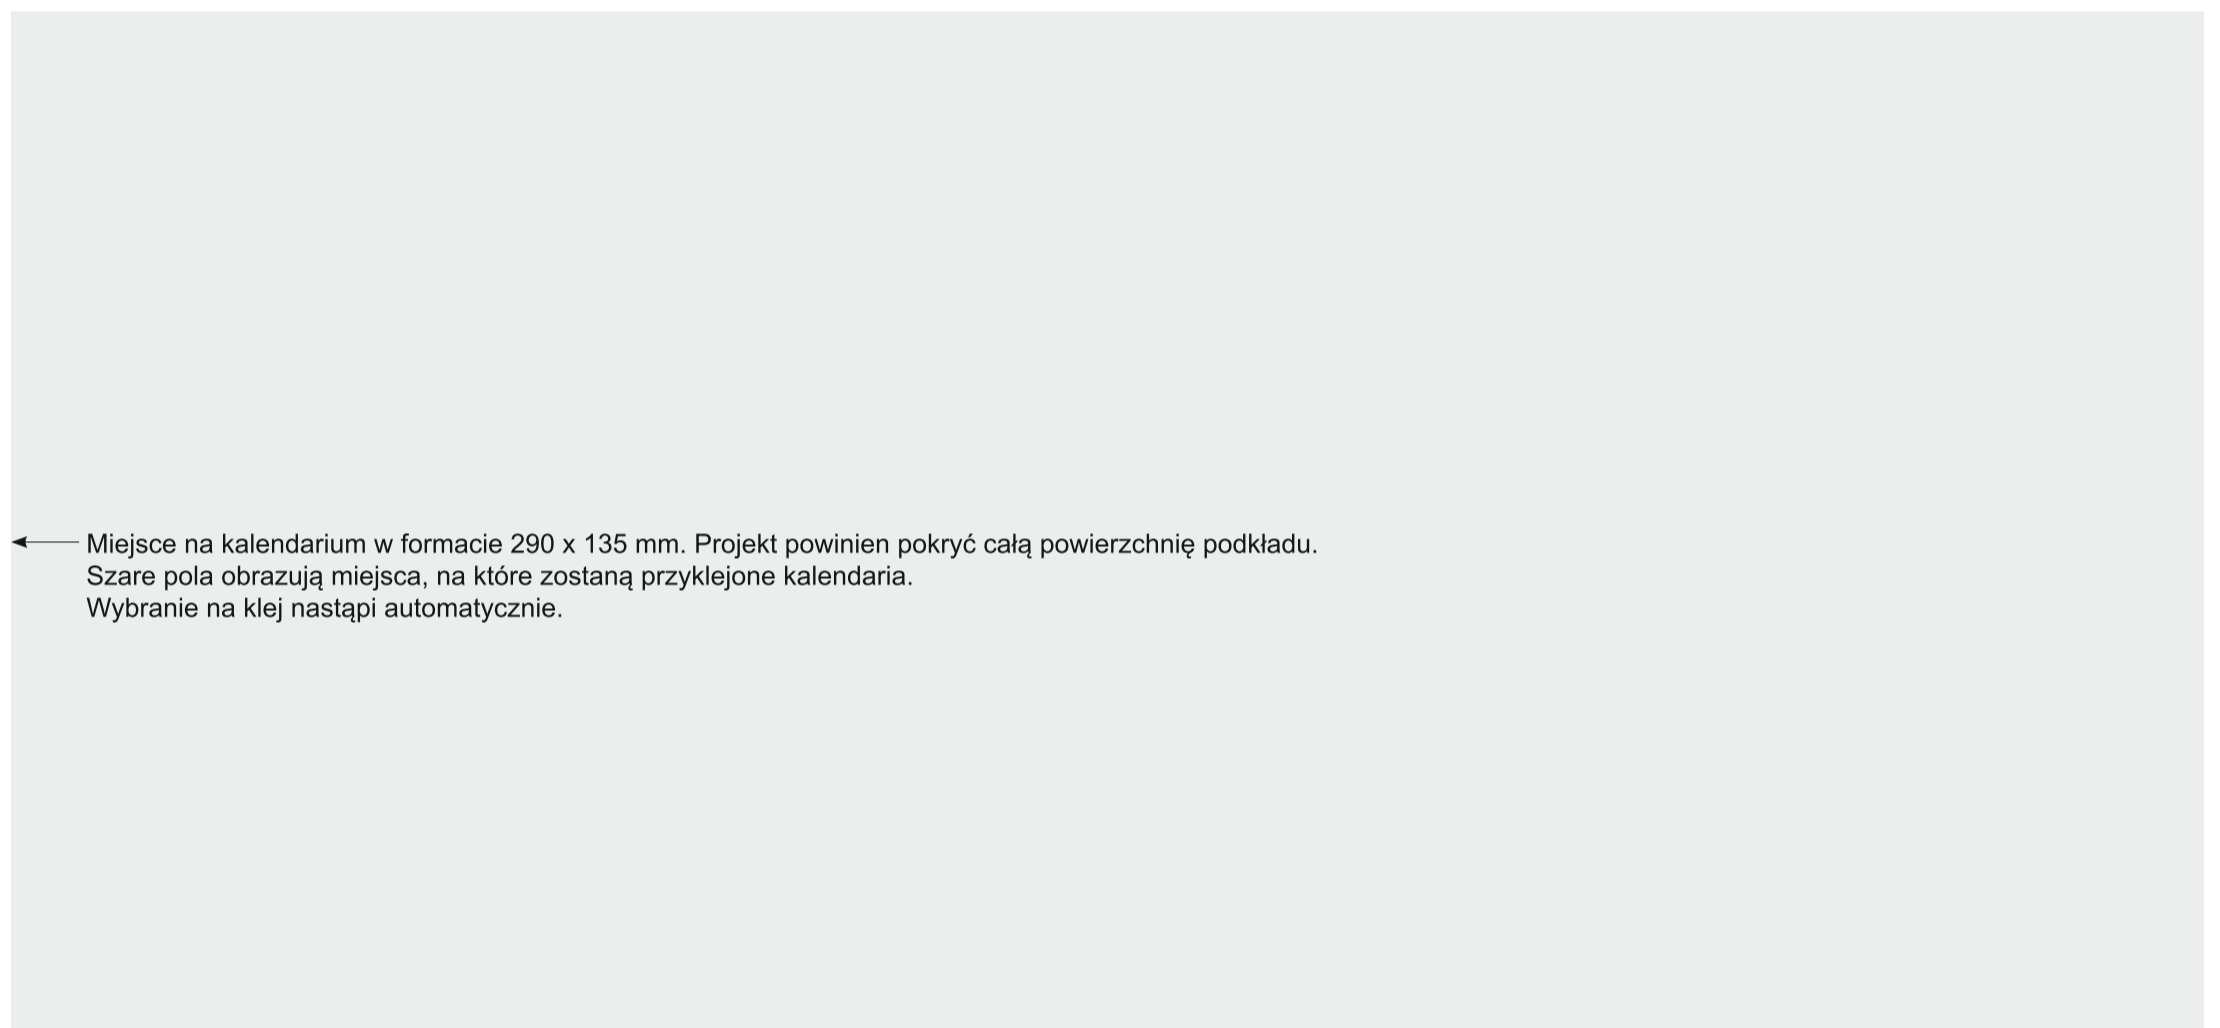 Miejsce na kalendarium w formacie 290 x 135 mm. Projekt powinien pokryć całą powierzchnię podkładu.
Szare pola obrazują miejsca, na które zostaną przyklejone kalendaria.
Wybranie na klej nastąpi automatycznie.